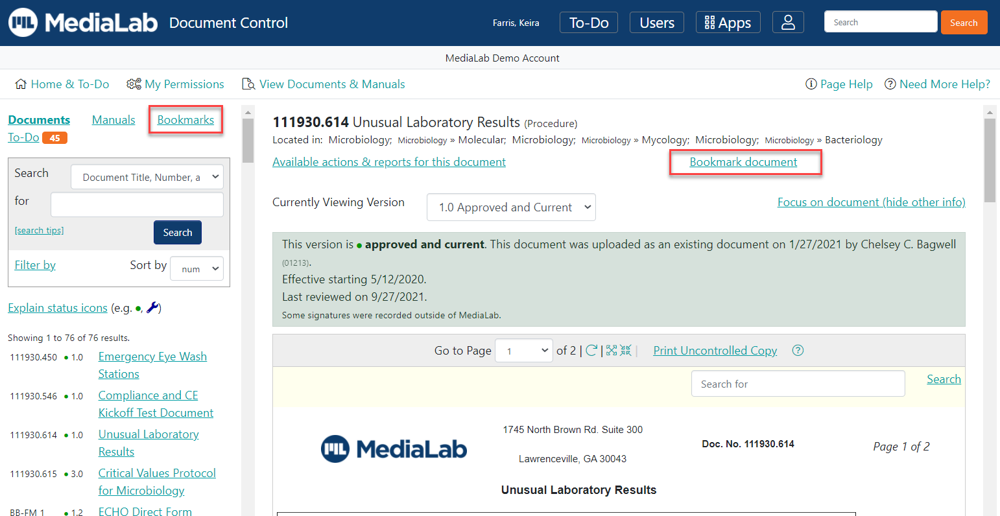 MediaLab Document Control
Farris, Keira
To-Do
Users
Apps
Search
Search
MediaLab Demo Account
Home & To-Do
My Permissions
View Documents & Manuals
Page Help
Need More Help?
Documents
Manuals
Bookmarks
To-Do 45
Search
Document Title, Number, a
for
[search tips]
Search
Filter by
Sort by
num
Explain status icons (e.g. ●, )
Showing 1 to 76 of 76 results.
111930.450 ● 1.0 Emergency Eye Wash
Stations
111930.546 ● 1.0 Compliance and CE
Kickoff Test Document
111930.614 ● 1.0 Unusual Laboratory
Results
111930.615 ● 3.0 Critical Values Protocol
for Microbiology
BB-FM 1 ● 1.2 ECHO Direct Form
111930.614 Unusual Laboratory Results (Procedure)
Located in: Microbiology; Microbiology » Molecular; Microbiology; Microbiology » Mycology; Microbiology; Microbiology » Bacteriology
Available actions & reports for this document
Bookmark document
Currently Viewing Version
1.0 Approved and Current
Focus on document (hide other info)
This version is ● approved and current. This document was uploaded as an existing document on 1/27/2021 by Chelsey C. Bagwell
(01213).
Effective starting 5/12/2020.
Last reviewed on 9/27/2021.
Some signatures were recorded outside of MediaLab.
Go to Page 1 of 2 | | |
Print Uncontrolled Copy
Search for
Search
MediaLab
1745 North Brown Rd. Suite 300
Lawrenceville, GA 30043
Doc. No. 111930.614
Page 1 of 2
Unusual Laboratory Results